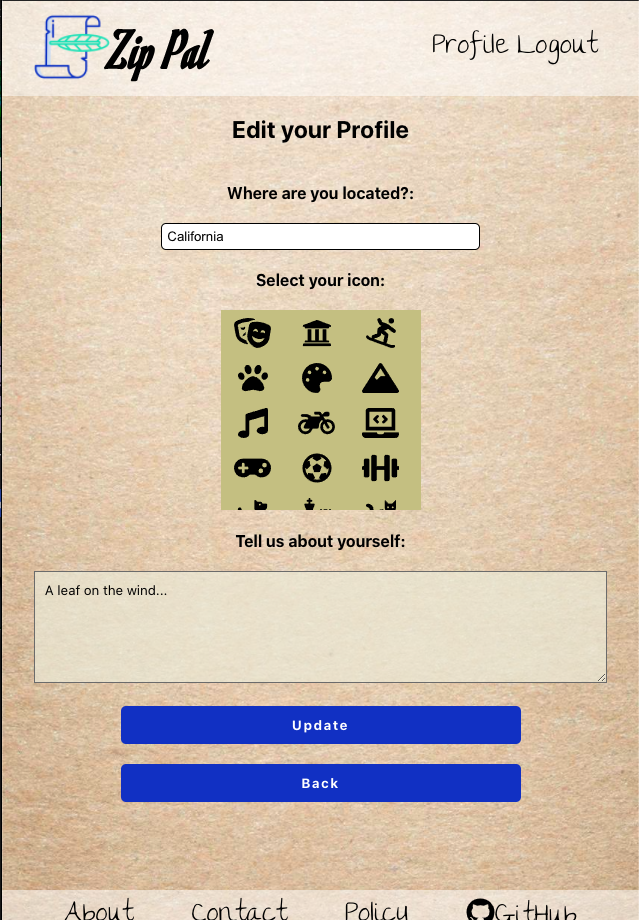 Zip Pal
Profile Logout
Edit your Profile
Where are you located?:
California
Select your icon:
Tell us about yourself:
A leaf on the wind...
Update
Back
About Contact Policy GitHub